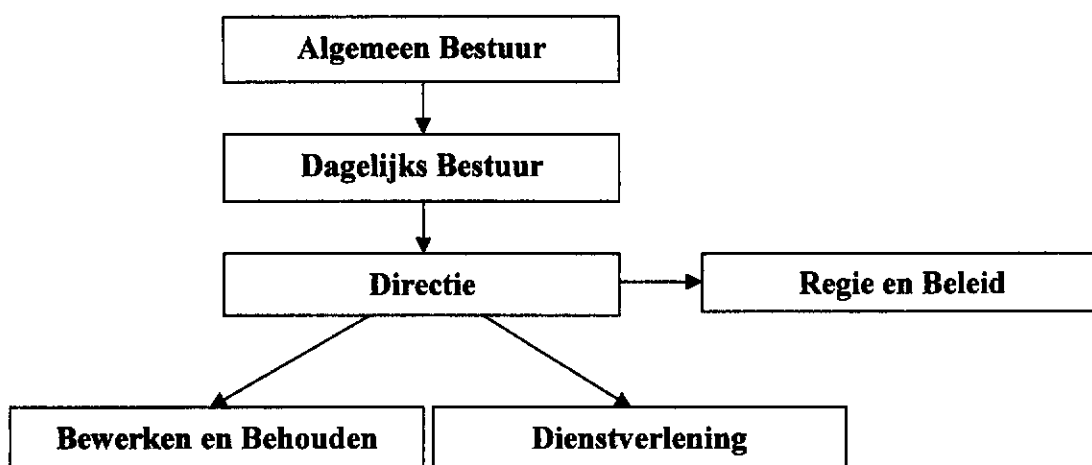 Algemeen Bestuur
Dagelijks Bestuur
Directie
Regie en Beleid
Bewerken en Behouden
Dienstverlening